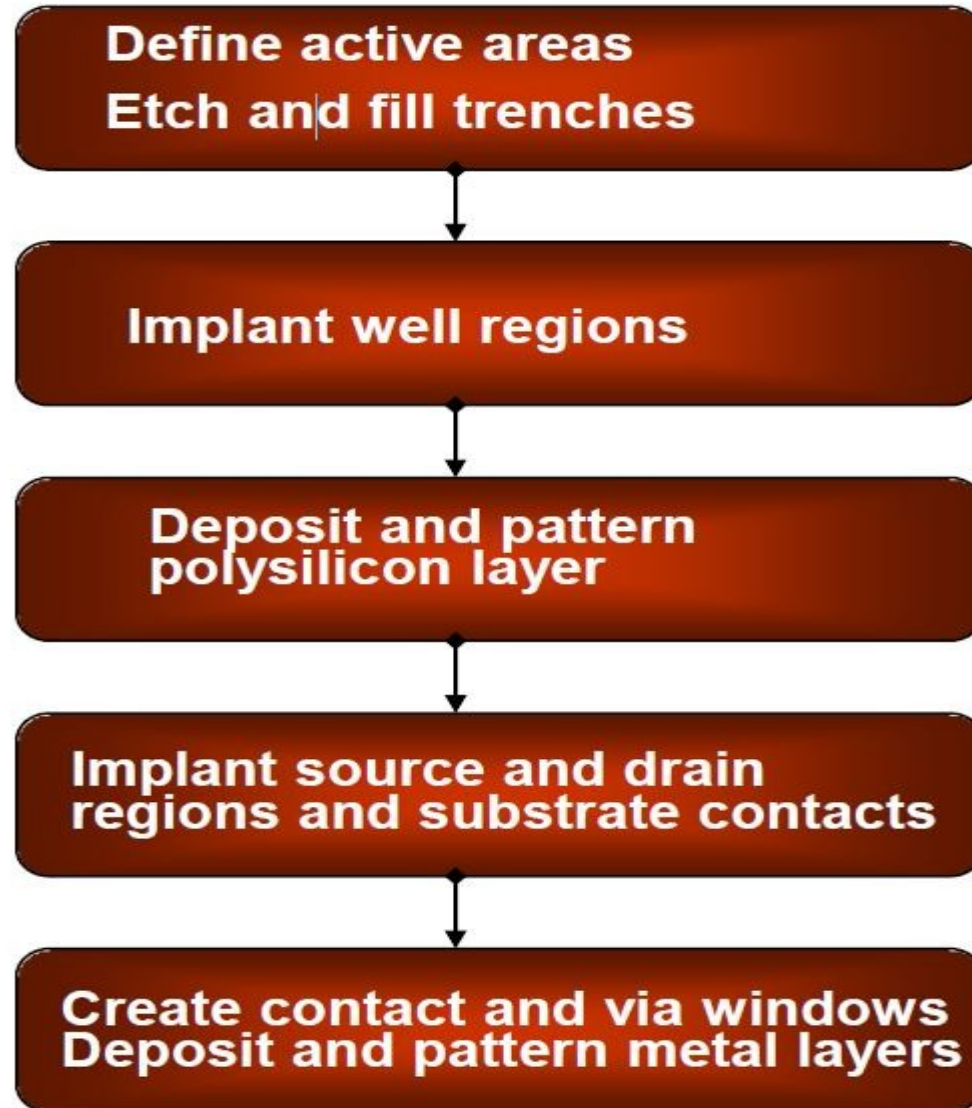 Define active areas
Etch and fill trenches
Implant well regions
Deposit and pattern
polysilicon layer
Implant source and drain
regions and substrate contacts
Create contact and via windows
Deposit and pattern metal layers